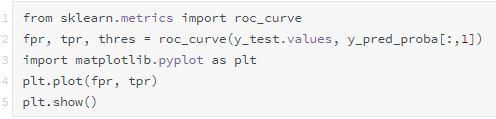 1 from sklearn.metrics import roc_curve
2 fpr, tpr, thres = roc_curve(y_test.values, y_pred_proba[:,1])
3 import matplotlib.pyplot as plt
4 plt.plot(fpr, tpr)
5 plt.show()